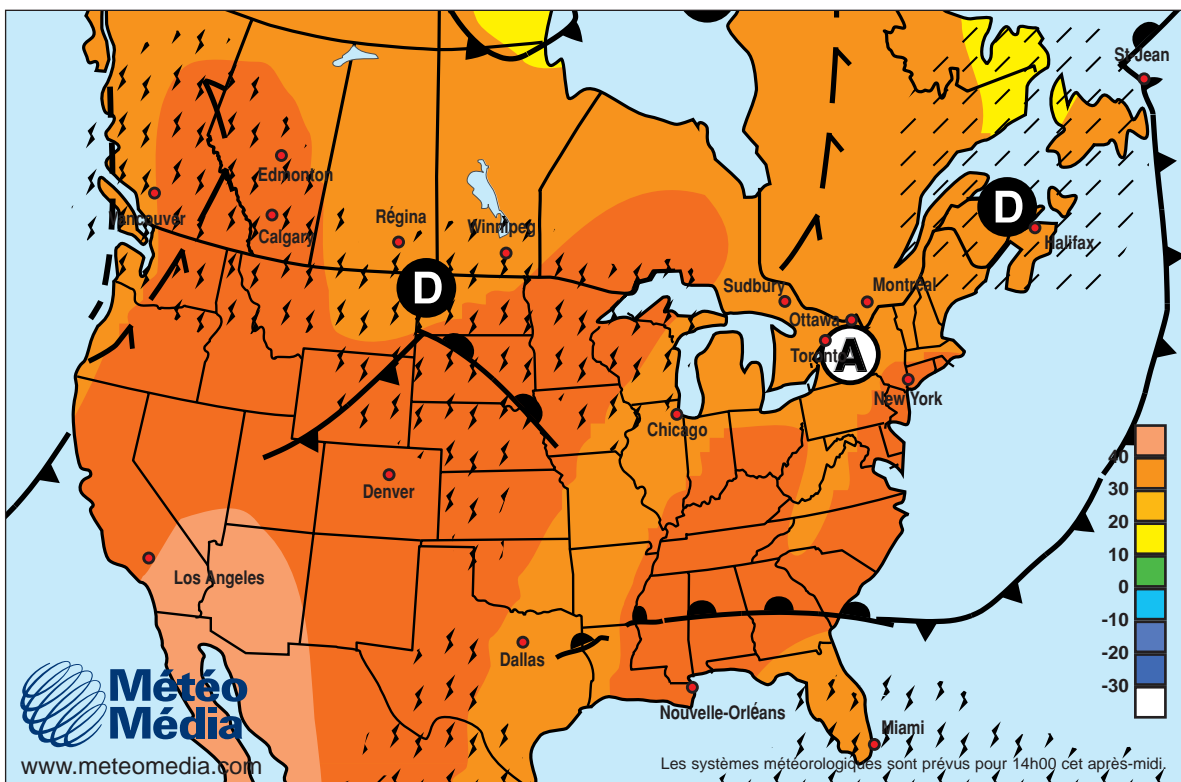 St-Jean
Edmonton
Vancouver
Calgary
Régina
Winnipeg
D
Halifax
D
Sudbury
Montréal
Ottawa
Toronto
A
New York
Chicago
Denver
Los Angeles
Dallas
Nouvelle-Orléans
Miami
40
30
20
10
0
-10
-20
-30
Météo
Média
www.meteomedia.com
Les systèmes météorologiques sont prévus pour 14h00 cet après-midi.